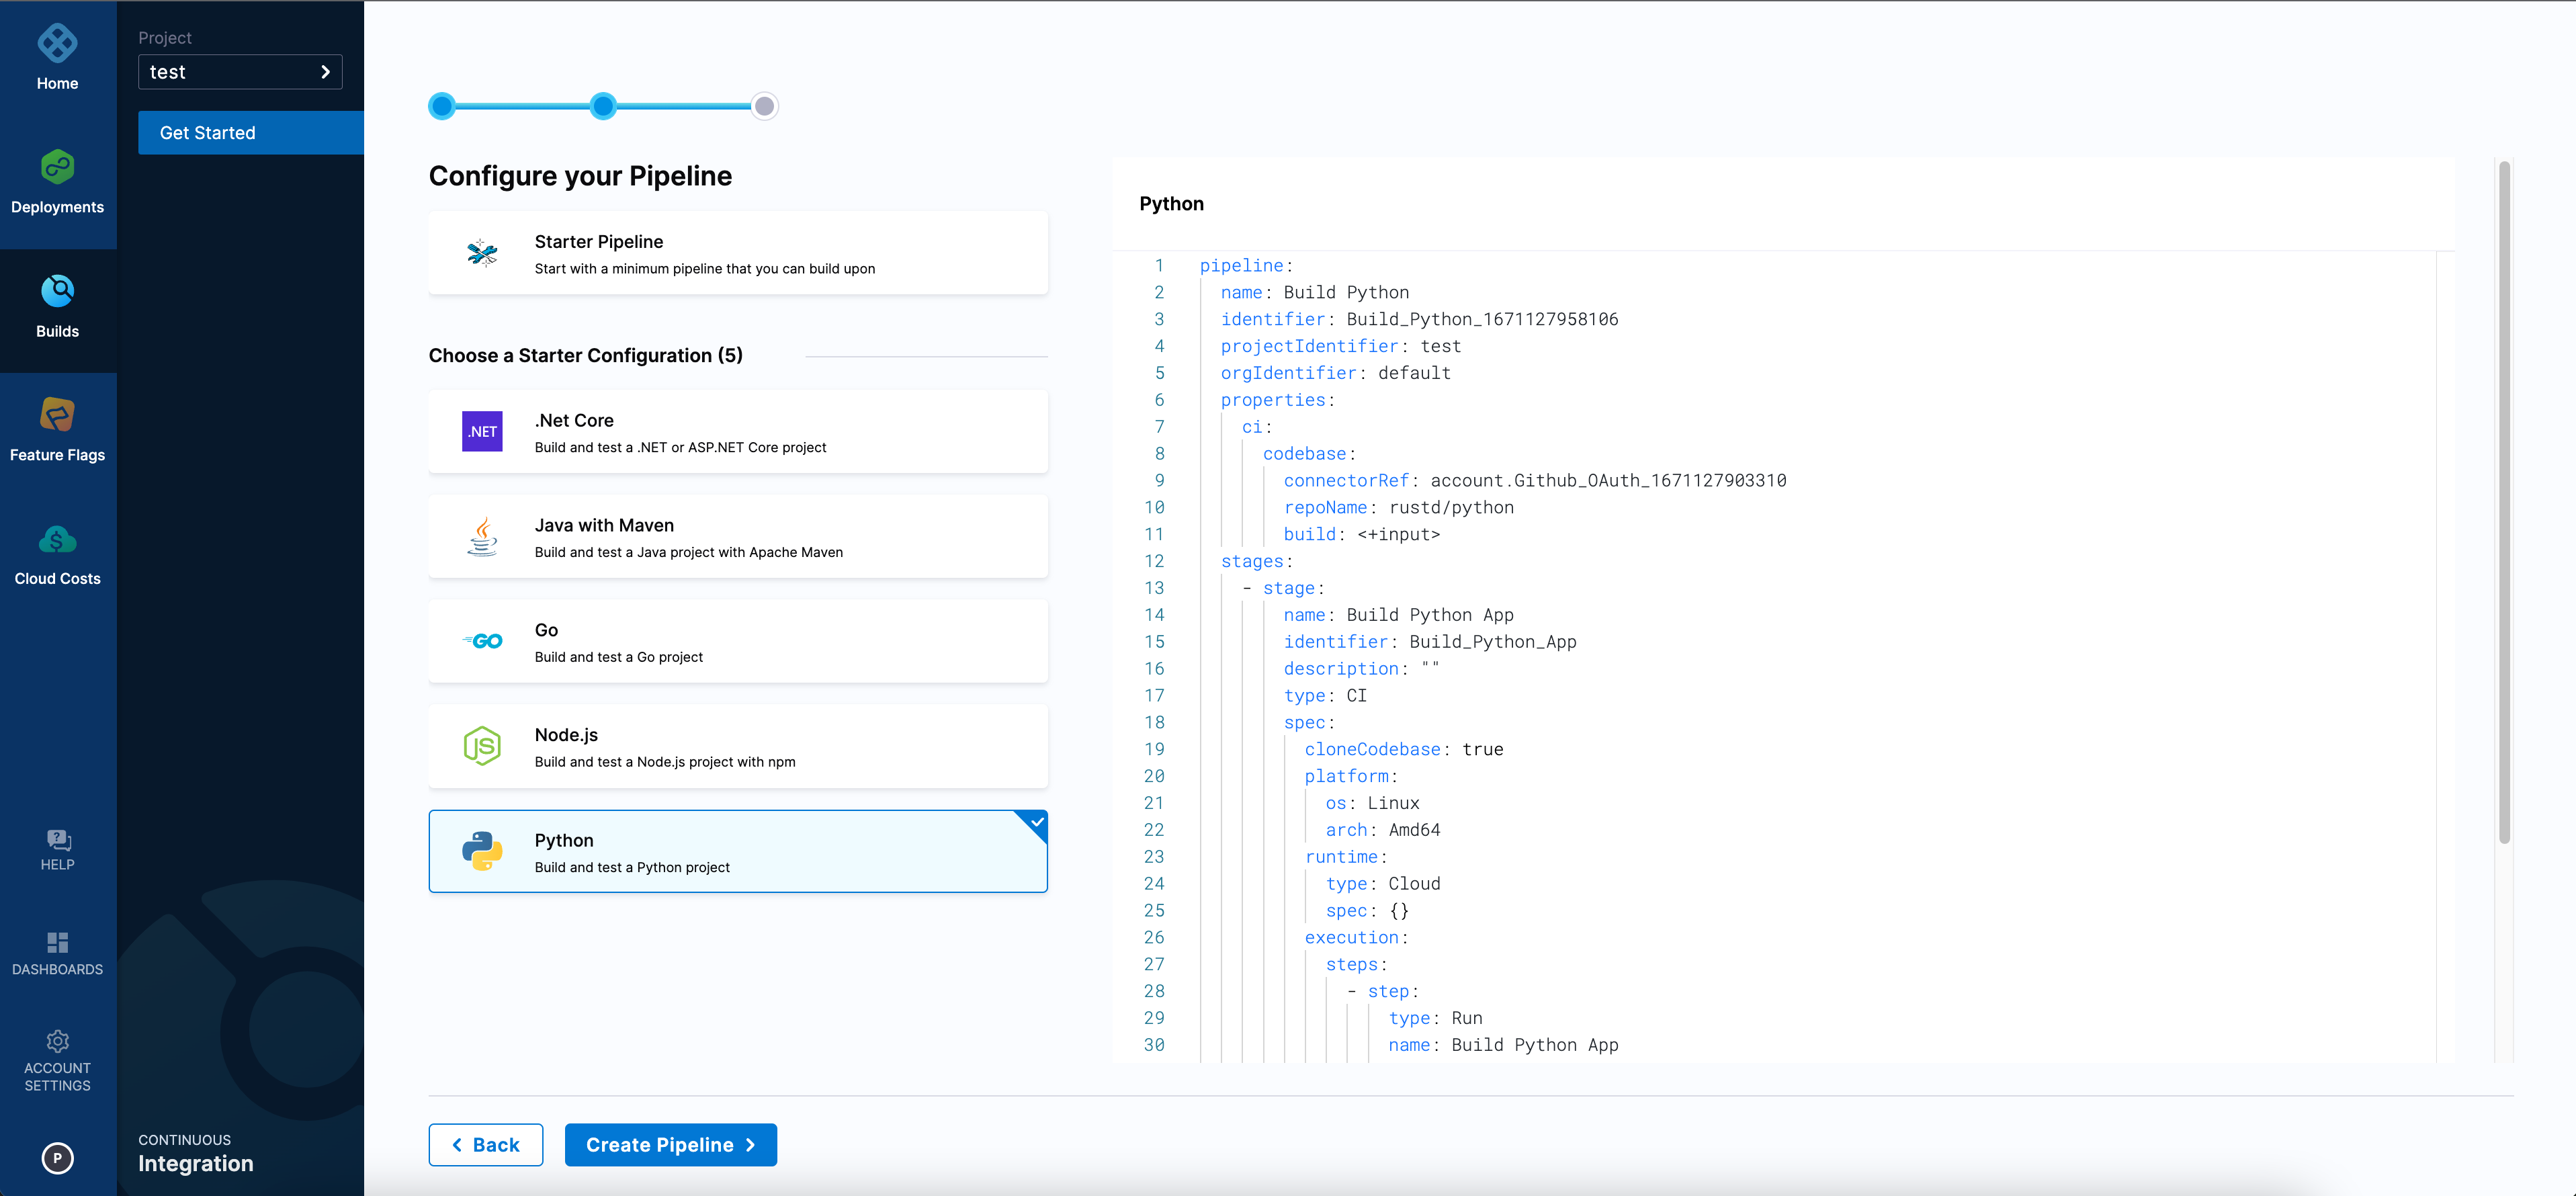 Home
Deployments
Builds
Feature Flags
Cloud Costs
HELP
DASHBOARDS
ACCOUNT
SETTINGS
P
Project
test
Get Started
CONTINUOUS
Integration
Configure your Pipeline
Starter Pipeline
Start with a minimum pipeline that you can build upon
Choose a Starter Configuration (5)
.NET
.Net Core
Build and test a .NET or ASP.NET Core project
Java with Maven
Build and test a Java project with Apache Maven
GO
Go
Build and test a Go project
JS
Node.js
Build and test a Node.js project with npm
Python
Build and test a Python project
Back
Create Pipeline
Python
1 pipeline:
2 name: Build Python
3 identifier: Build_Python_1671127958106
4 projectIdentifier: test
5 orgIdentifier: default
6 properties:
7 ci:
8 codebase:
9 connectorRef: account.Github_OAuth_1671127903310
10 repoName: rustd/python
11 build: <+input>
12 stages:
13 - stage:
14 name: Build Python App
15 identifier: Build_Python_App
16 description: ""
17 type: CI
18 spec:
19 cloneCodebase: true
20 platform:
21 os: Linux
22 arch: Amd64
23 runtime:
24 type: Cloud
25 spec: {}
26 execution:
27 steps:
28 - step:
29 type: Run
30 name: Build Python App